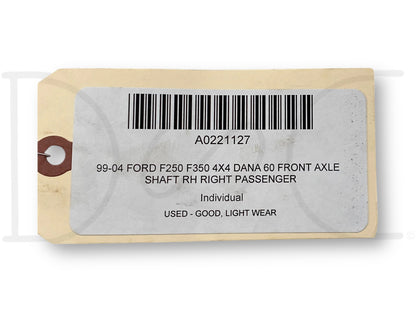 A0221127
99-04 FORD F250 F350 4X4 DANA 60 FRONT AXLE
SHAFT RH RIGHT PASSENGER
Individual
USED - GOOD, LIGHT WEAR